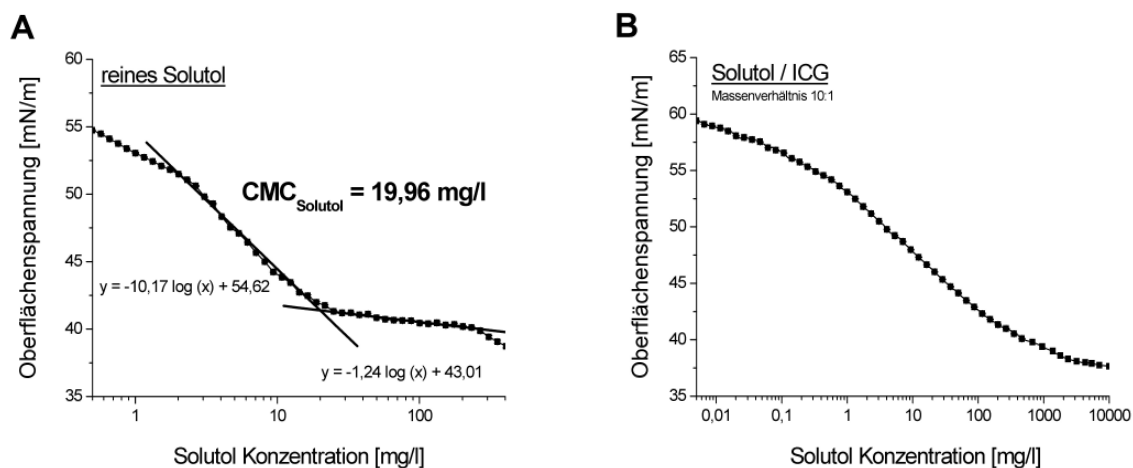 A
reines Solutol
CMC Solutol = 19,96 mg/l
y = -10,17 log (x) + 54,62
y = -1,24 log (x) + 43,01
Oberflächenspannung [mN/m]
60
55
50
45
40
35
1 10 100
Solutol Konzentration [mg/l]
B
Solutol / ICG
Massenverhältnis 10:1
Oberflächenspannung [mN/m]
65
60
55
50
45
40
35
0,01 0,1 1 10 100 1000 10000
Solutol Konzentration [mg/l]